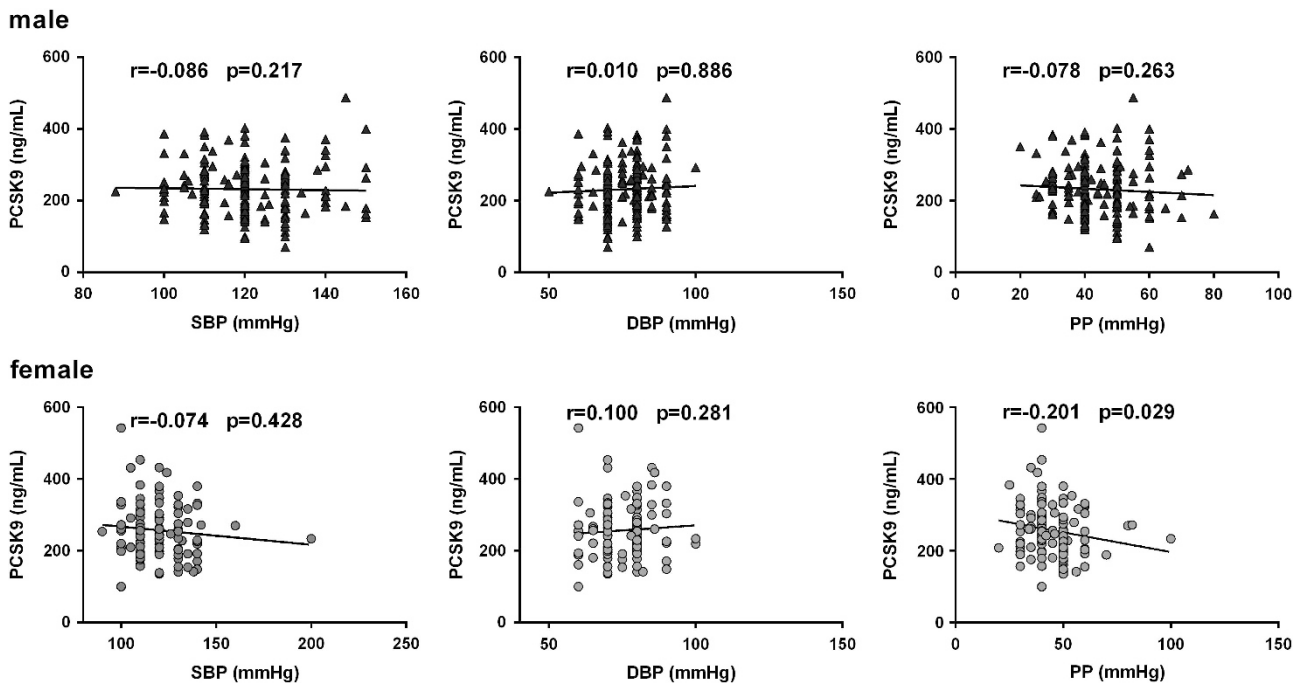 male
r=-0.086 p=0.217
r=0.010 p=0.886
r=-0.078 p=0.263
PCSK9 (ng/mL)
600
400
200
0
80 100 120 140 160
SBP (mmHg)
PCSK9 (ng/mL)
600
400
200
0
50 100 150
DBP (mmHg)
PCSK9 (ng/mL)
600
400
200
0
0 20 40 60 80 100
PP (mmHg)
female
r=-0.074 p=0.428
r=0.100 p=0.281
r=-0.201 p=0.029
PCSK9 (ng/mL)
600
400
200
0
100 150 200 250
SBP (mmHg)
PCSK9 (ng/mL)
600
400
200
0
50 100 150
DBP (mmHg)
PCSK9 (ng/mL)
600
400
200
0
0 50 100 150
PP (mmHg)